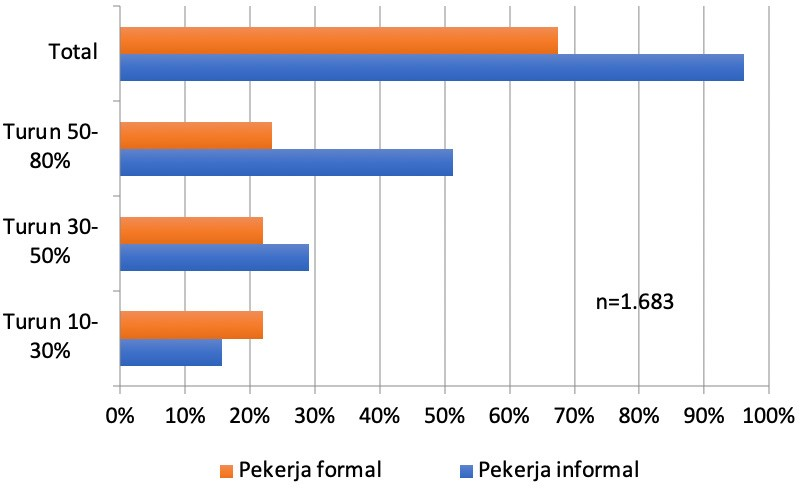 Total
Turun 50-
80%
Turun 30-
50%
n=1.683
Turun 10-
30%
0% 10% 20% 30% 40% 50% 60% 70% 80% 90% 100%
Pekerja formal Pekerja informal